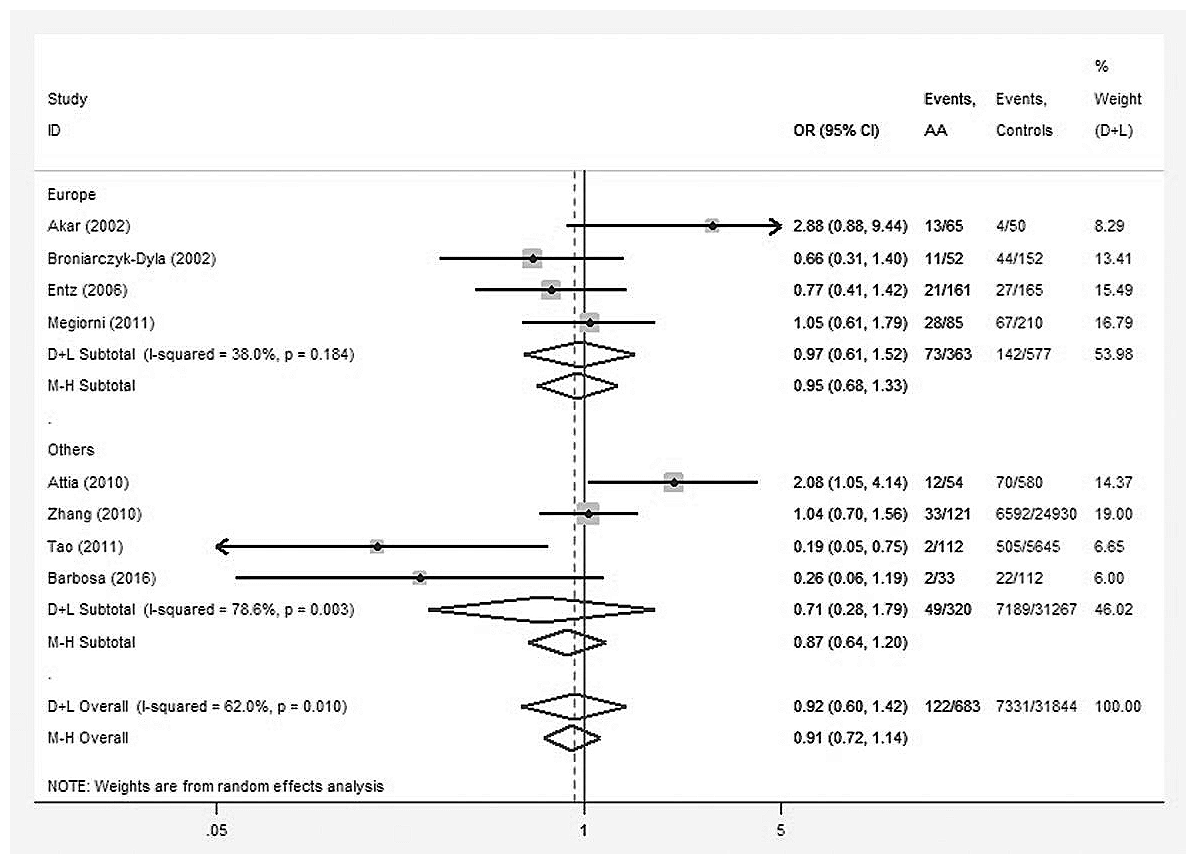 %
Study Events, Events, Weight
ID OR (95% CI) AA Controls (D+L)
Europe
Akar (2002) 2.88 (0.88, 9.44) 13/65 4/50 8.29
Broniarczyk-Dyla (2002) 0.66 (0.31, 1.40) 11/52 44/152 13.41
Entz (2006) 0.77 (0.41, 1.42) 21/161 27/165 15.49
Megiorni (2011) 1.05 (0.61, 1.79) 28/85 67/210 16.79
D+L Subtotal (I-squared = 38.0%, p = 0.184) 0.97 (0.61, 1.52) 73/363 142/577 53.98
M-H Subtotal 0.95 (0.68, 1.33)
.
Others
Attia (2010) 2.08 (1.05, 4.14) 12/54 70/580 14.37
Zhang (2010) 1.04 (0.70, 1.56) 33/121 6592/24930 19.00
Tao (2011) 0.19 (0.05, 0.75) 2/112 505/5645 6.65
Barbosa (2016) 0.26 (0.06, 1.19) 2/33 22/112 6.00
D+L Subtotal (I-squared = 78.6%, p = 0.003) 0.71 (0.28, 1.79) 49/320 7189/31267 46.02
M-H Subtotal 0.87 (0.64, 1.20)
.
D+L Overall (I-squared = 62.0%, p = 0.010) 0.92 (0.60, 1.42) 122/683 7331/31844 100.00
M-H Overall 0.91 (0.72, 1.14)
NOTE: Weights are from random effects analysis
.05 1 5